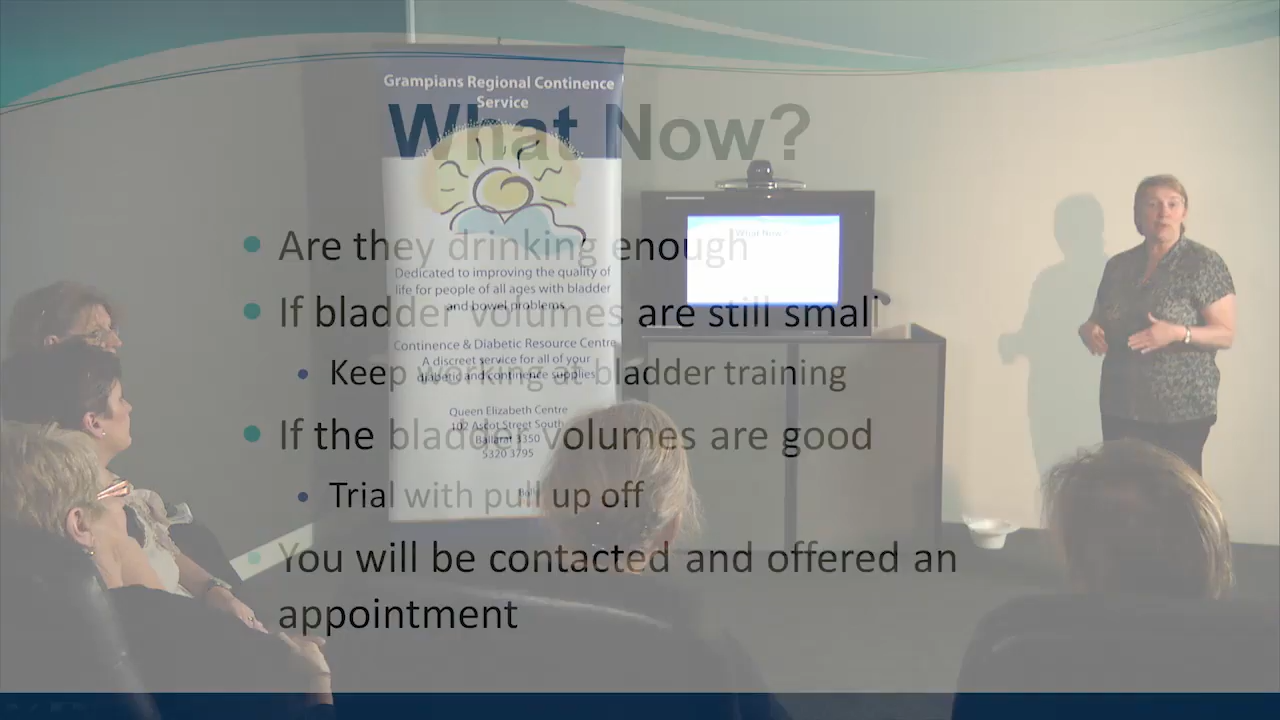 Grampians Regional Continence
Service
What Now?
What Now?
Are they drinking enough
Dedicated to improving the quality of
life for people of all ages with bladder
and bowel problems.
If bladder volumes are still small
Continence & Diabetic Resource Centre
A discreet service for all of your
diabetic and continence supplies
Keep working at bladder training
Queen Elizabeth Centre
102 Ascot Street South
Ballarat 3350
5320 3795
If the bladder volumes are good
Trial with pull up off
You will be contacted and offered an
appointment